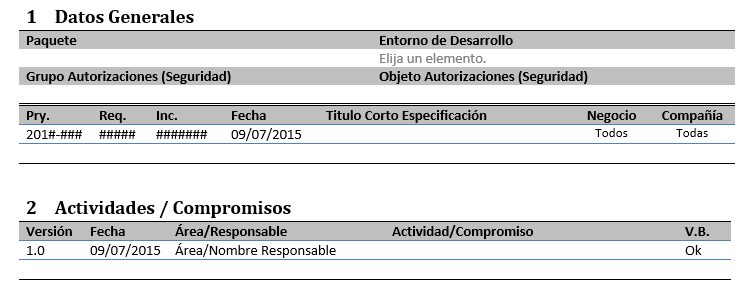 1 Datos Generales
Paquete Entorno de Desarrollo
Elija un elemento.
Grupo Autorizaciones (Seguridad) Objeto Autorizaciones (Seguridad)
Pry. Req. Inc. Fecha Titulo Corto Especificación Negocio Compañía
201#-### ##### ####### 09/07/2015 Todos Todas
2 Actividades / Compromisos
Versión Fecha Área/Responsable Actividad/Compromiso V.B.
1.0 09/07/2015 Área/Nombre Responsable Ok